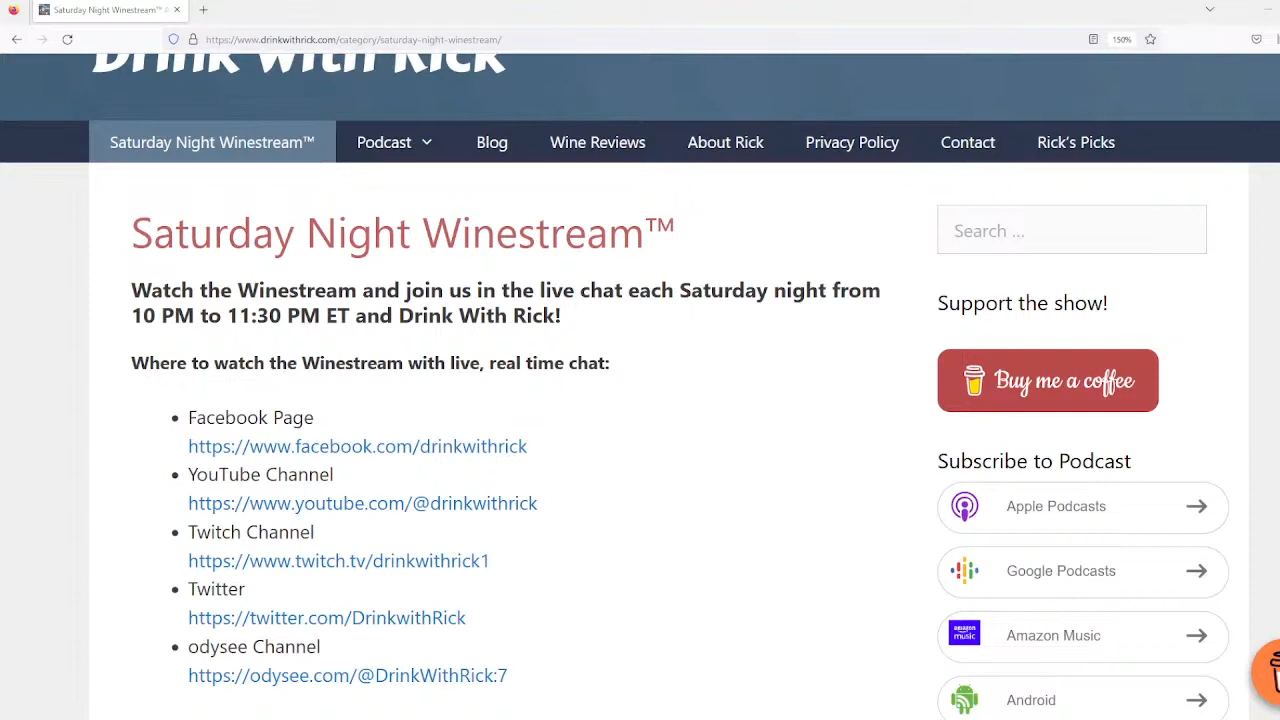 Saturday Night Winestream™
https://www.drinkwithrick.com/category/saturday-night-winestream/
150%
Drink With Rick
Saturday Night Winestream™
Podcast
Blog
Wine Reviews
About Rick
Privacy Policy
Contact
Rick's Picks
Saturday Night Winestream™
Watch the Winestream and join us in the live chat each Saturday night from
10 PM to 11:30 PM ET and Drink With Rick!
Where to watch the Winestream with live, real time chat:
Facebook Page
https://www.facebook.com/drinkwithrick
YouTube Channel
https://www.youtube.com/@drinkwithrick
Twitch Channel
https://www.twitch.tv/drinkwithrick1
Twitter
https://twitter.com/DrinkwithRick
odysee Channel
https://odysee.com/@DrinkWithRick:7
Search ...
Support the show!
Buy me a coffee
Subscribe to Podcast
Apple Podcasts
Google Podcasts
amazon
music
Amazon Music
Android